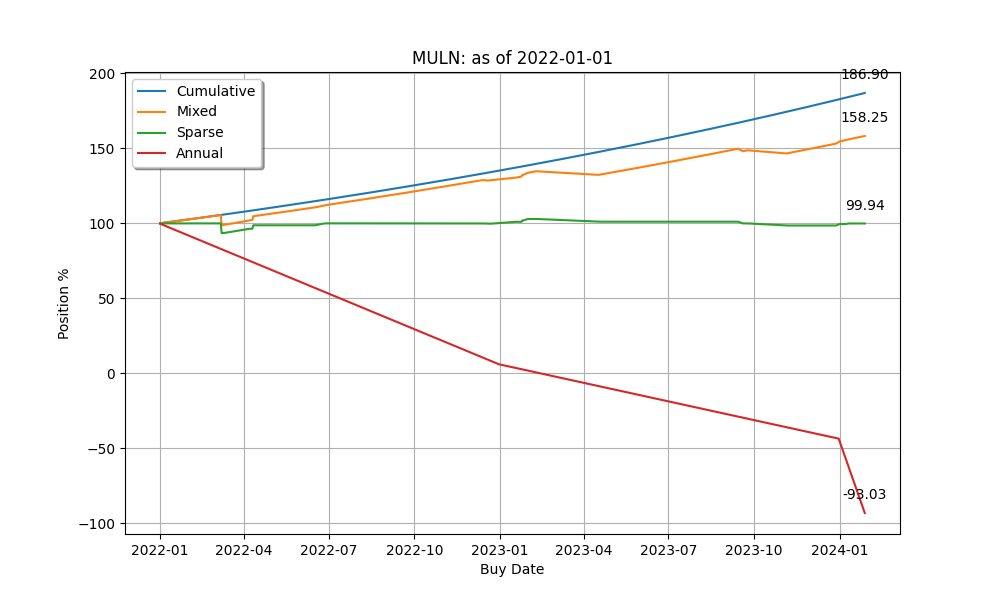 MULN: as of 2022-01-01
200
186.90
Cumulative
Mixed
Sparse
Annual
158.25
150
99.94
100
50
0
−50
-93.03
−100
Position %
2022-01 2022-04 2022-07 2022-10 2023-01 2023-04 2023-07 2023-10 2024-01
Buy Date